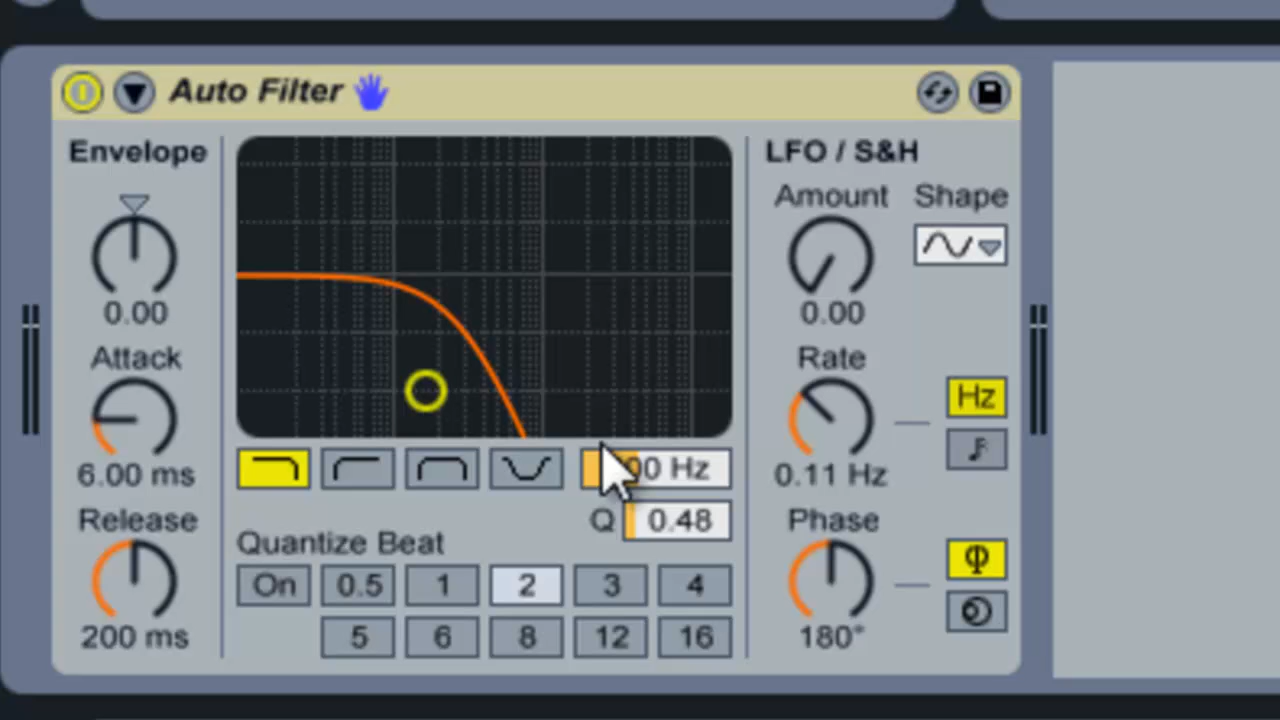 Auto Filter
Envelope
0.00
Attack
6.00 ms
Release
200 ms
00 Hz
Q 0.48
Quantize Beat
On 0.5 1 2 3 4
5 6 8 12 16
LFO / S&H
Amount Shape
0.00
Rate
Hz
0.11 Hz
Phase
180°